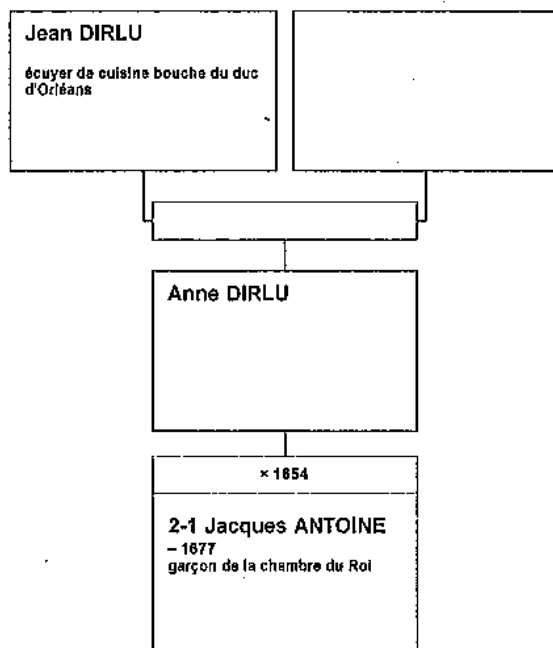 Jean DIRLU
écuyer de cuisine bouche du duc
d'Orléans
Anne DIRLU
× 1654
2-1 Jacques ANTOINE
– 1677
garçon de la chambre du Roi